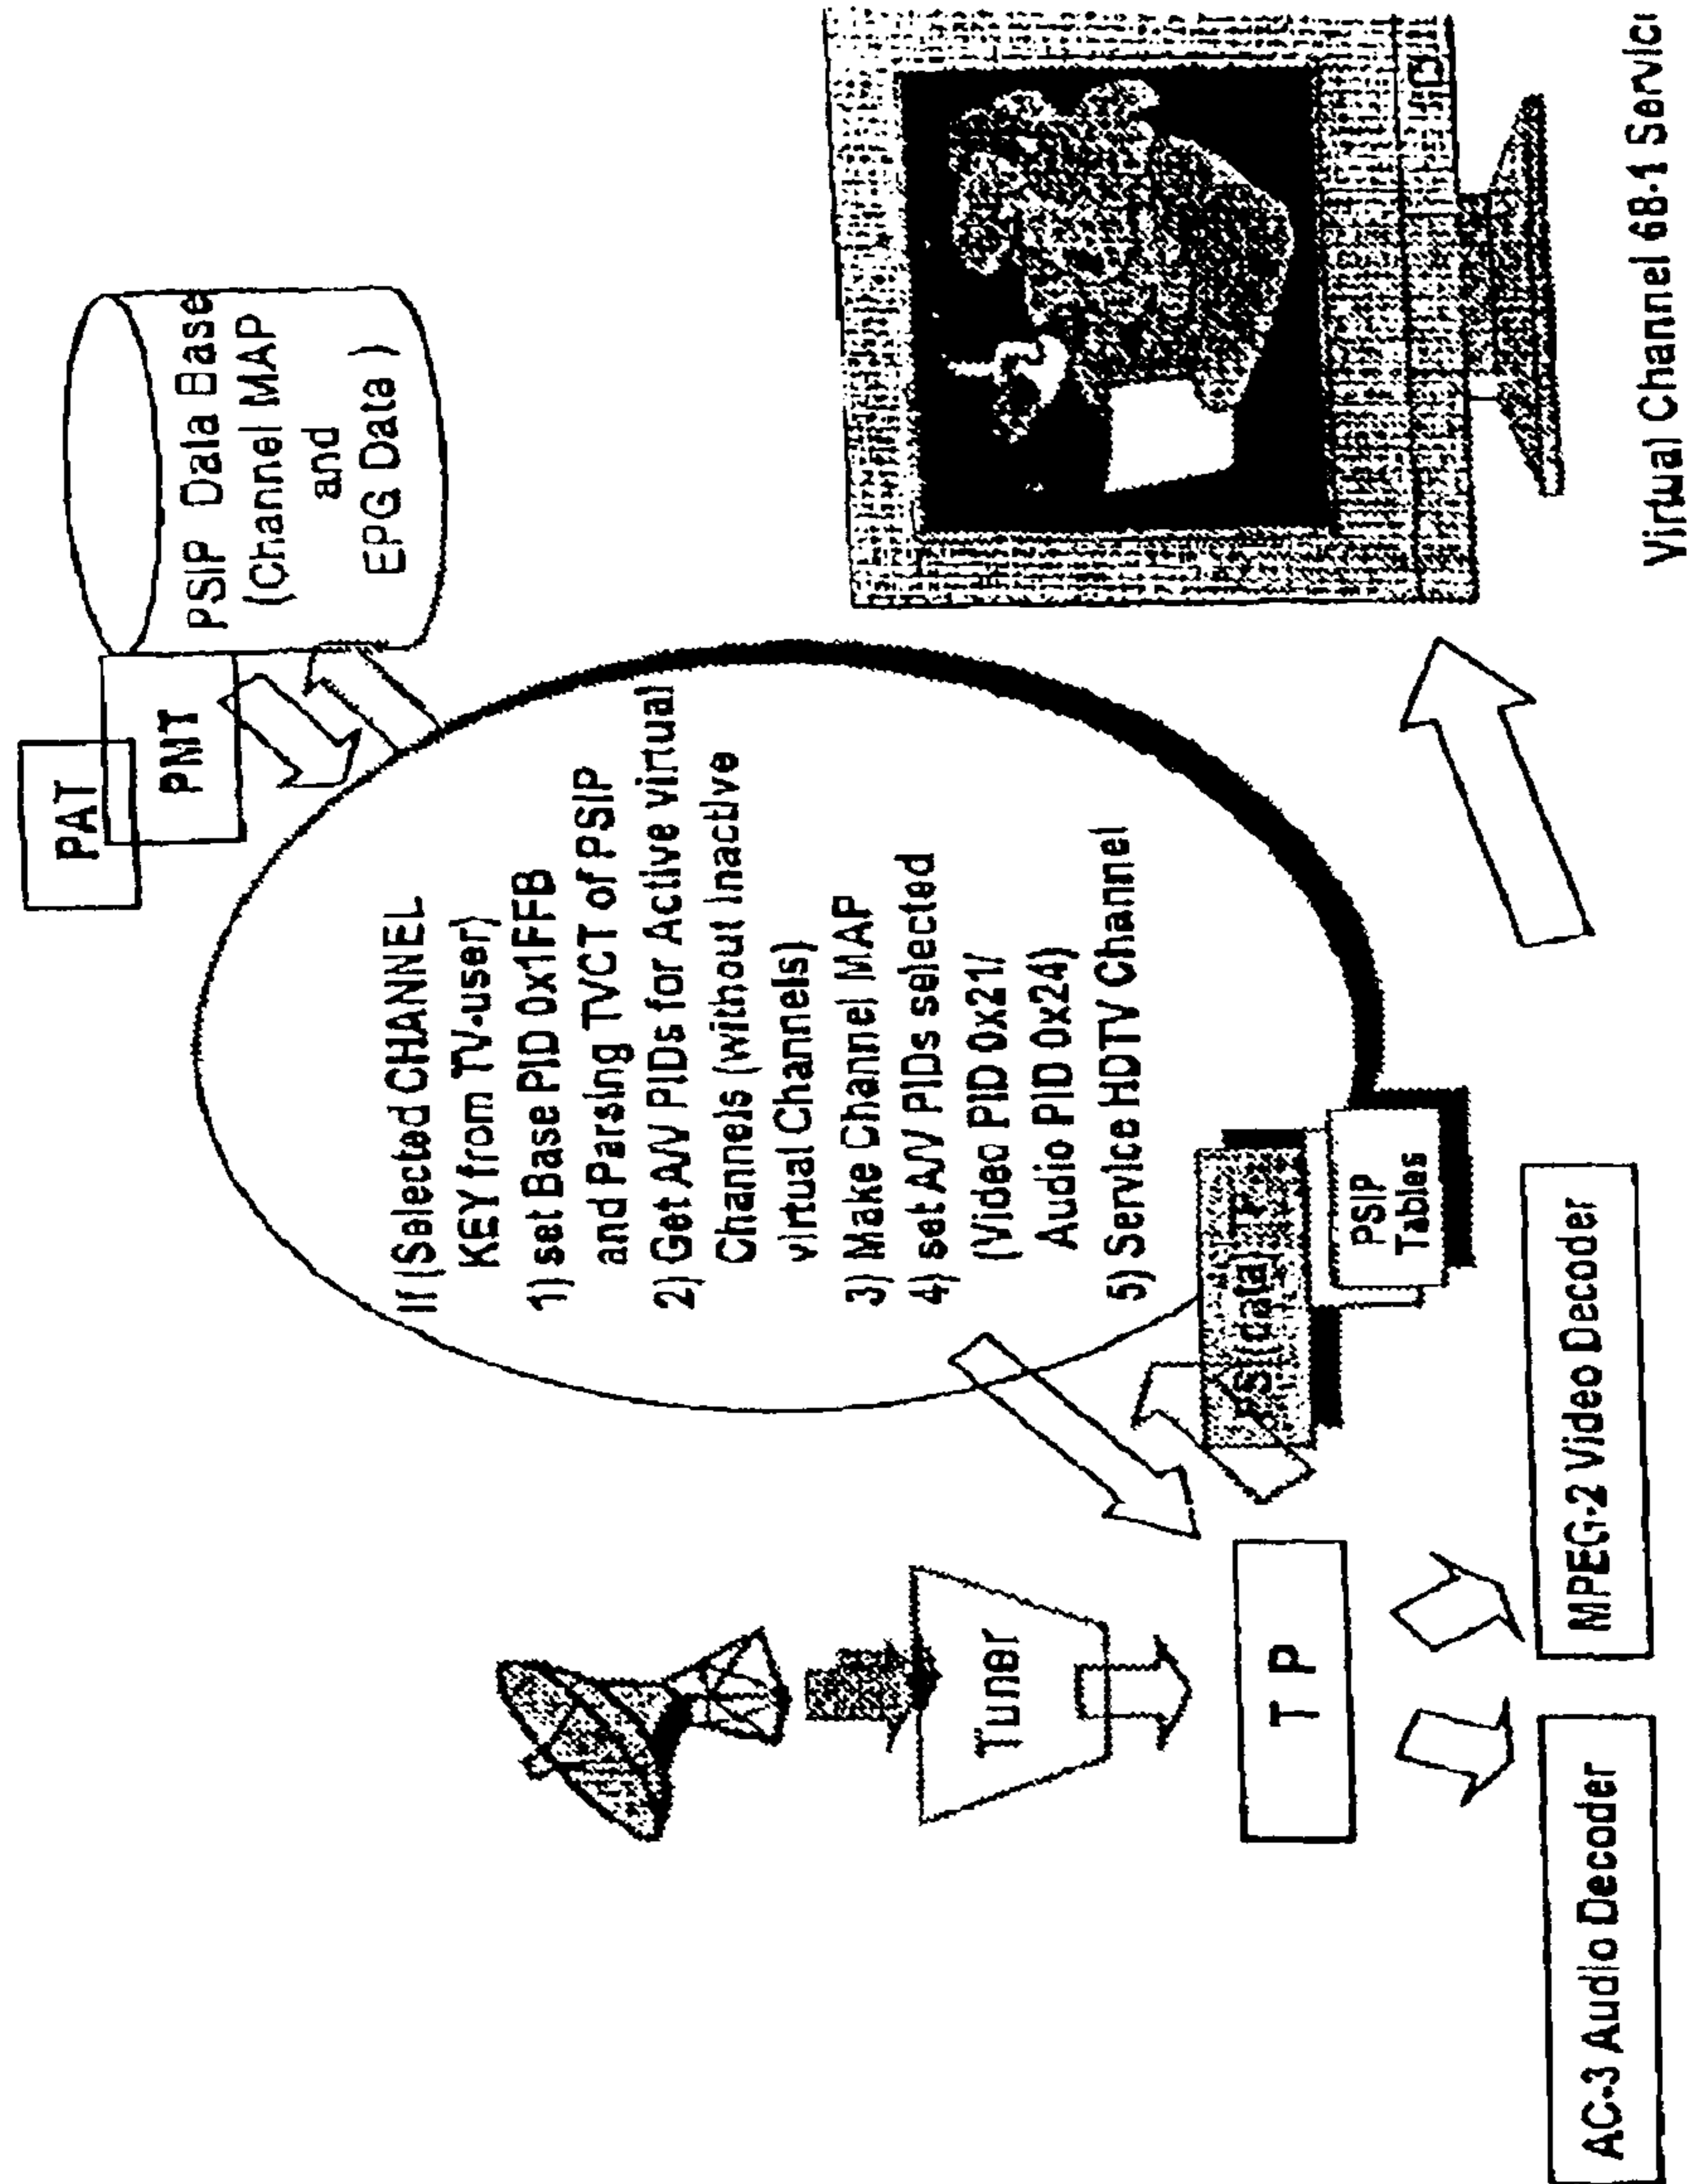 PAT
PMT
PSIP Data Base
(Channel MAP
and
EPG Data )
If (Selected CHANNEL
KEY from TV-user)
1) set Base PID 0x1FFB
and Parsing TVCT of PSIP
2) Get A/V PIDs for Active virtual
Channels (without Inactive
virtual Channels)
3) Make Channel MAP
4) set A/V PIDs selected
(Video PID 0x21/
Audio PID 0x24)
5) Service HDTV Channel
Tuner
T P
PSI data
PSIP
Tables
AC-3 Audio Decoder
MPEG-2 Video Decoder
Virtual Channel 68-1 Servic